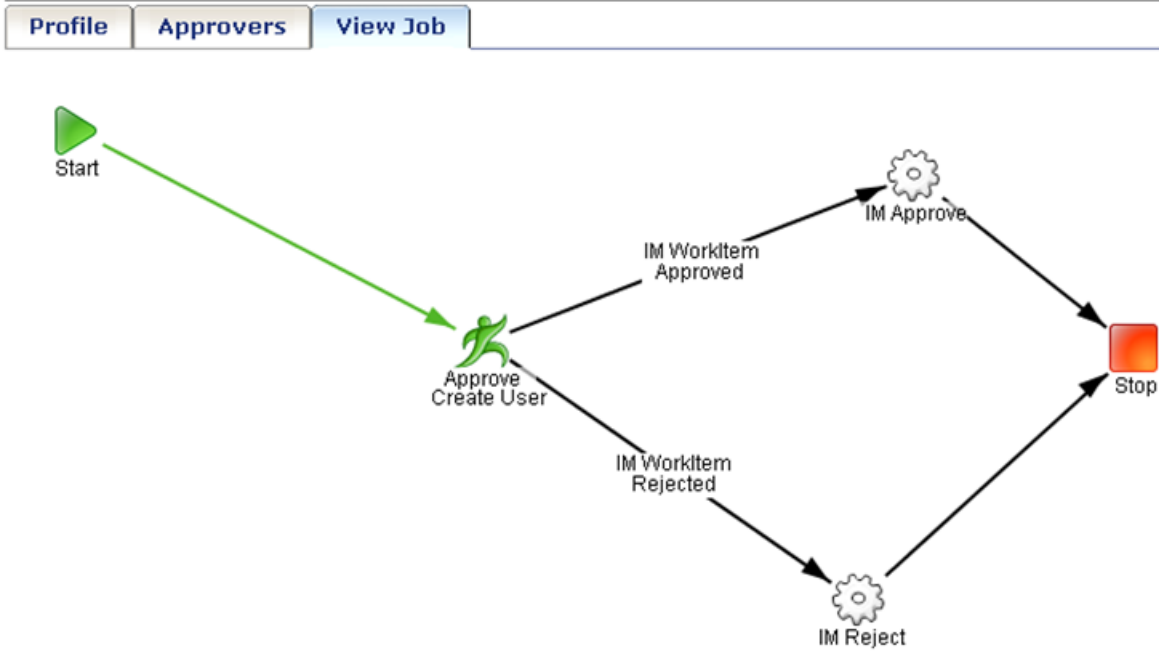 Profile
Approvers
View Job
Start
IM Approve
IM WorkItem
Approved
Approve
Create User
Stop
IM WorkItem
Rejected
IM Reject